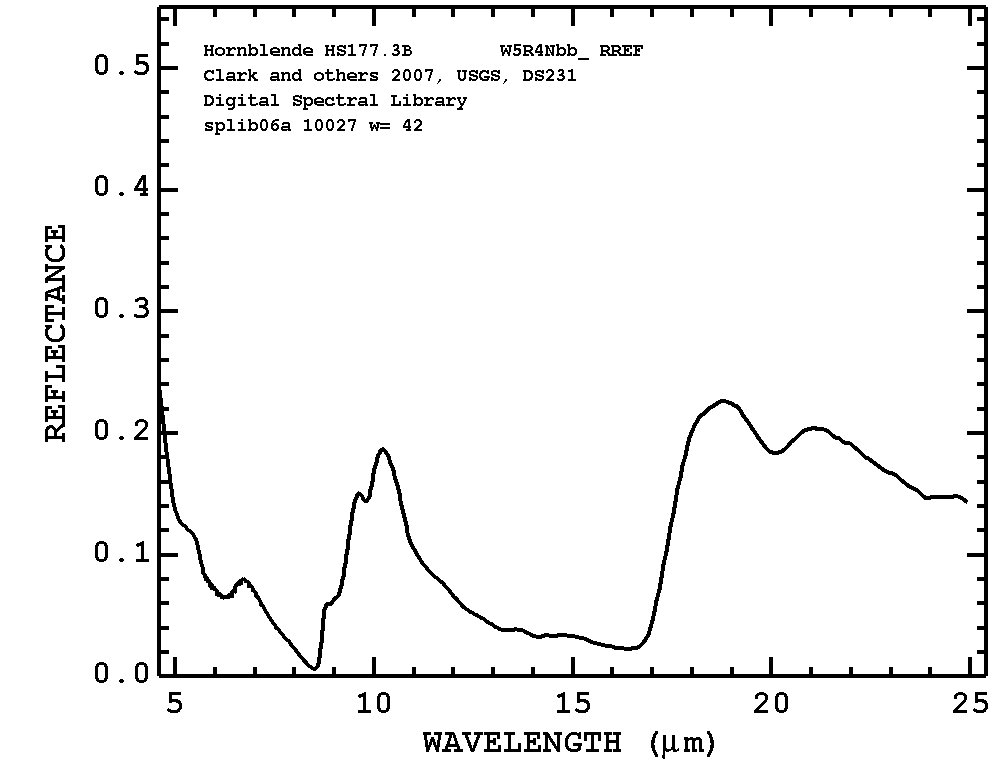 Hornblende HS177.3B W5R4Nbb_ RREF
Clark and others 2007, USGS, DS231
Digital Spectral Library
splib06a 10027 w= 42
REFLECTANCE
0.5
0.4
0.3
0.2
0.1
0.0
5 10 15 20 25
WAVELENGTH (μm)